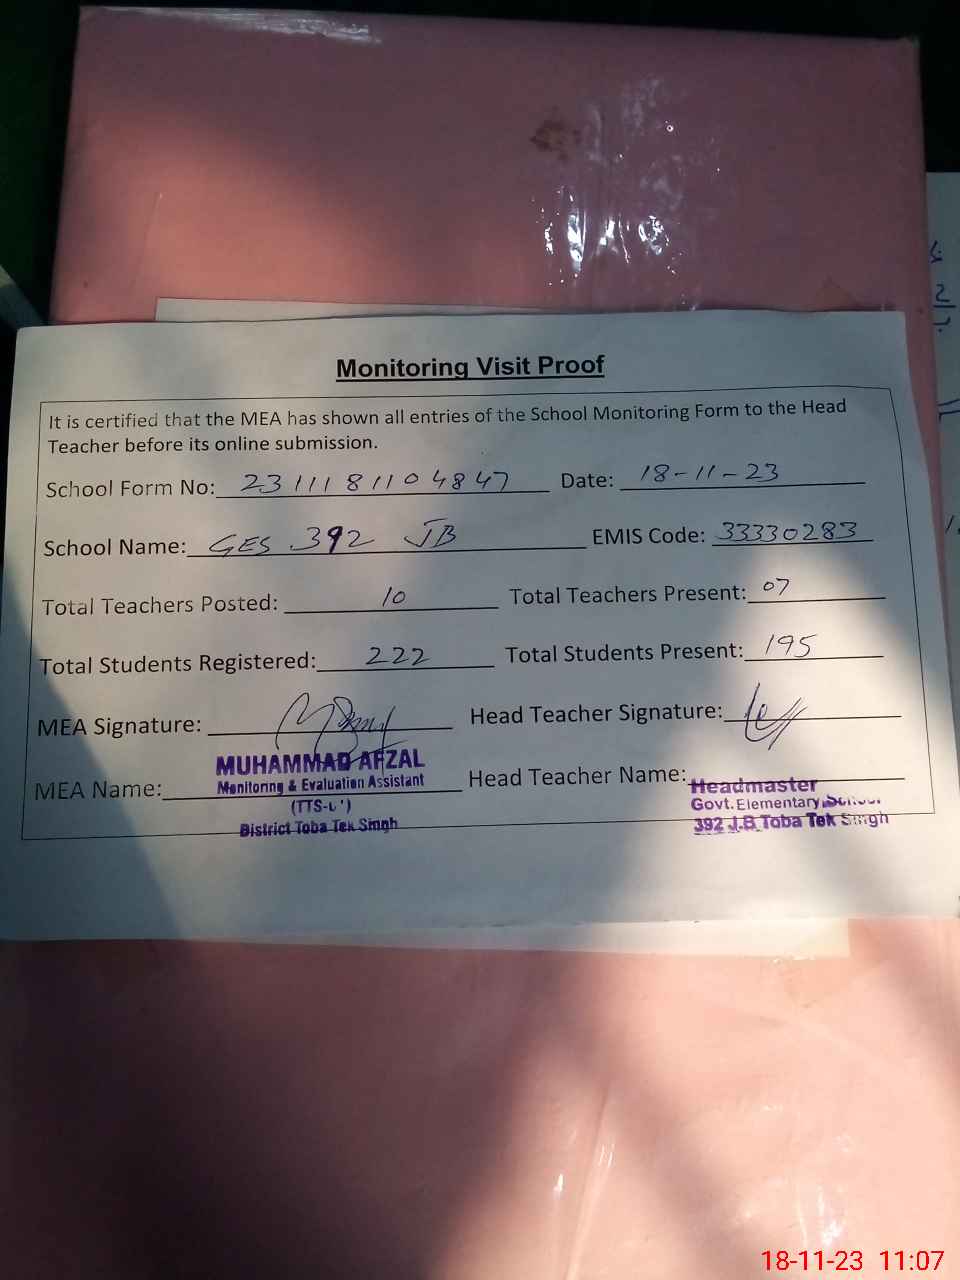 Monitoring Visit Proof
It is certified that the MEA has shown all entries of the School Monitoring Form to the Head
Teacher before its online submission.
School Form No: 2311181104847 Date: 18-11-23
School Name: GES 392 JB EMIS Code: 33330283
Total Teachers Posted: 10 Total Teachers Present: 07
Total Students Registered: 222 Total Students Present: 195
MEA Signature: Head Teacher Signature:
MEA Name: MUHAMMAD AFZAL Head Teacher Name: Headmaster
Monitoring & Evaluation Assistant Govt. Elementary School
District Toba Tek Singh 392 J.B Toba Tek Singh
18-11-23 11:07